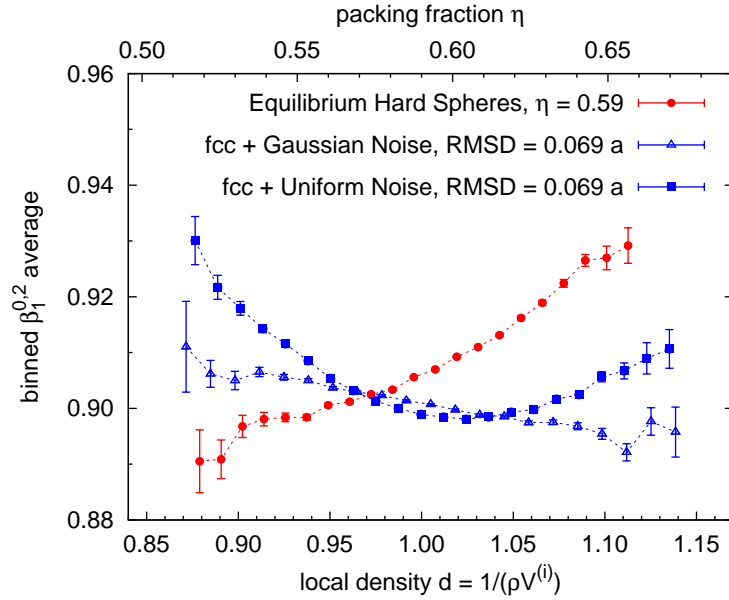 packing fraction η
0.50 0.55 0.60 0.65
0.96
0.94
0.92
0.90
0.88
binned β₁⁰·² average
Equilibrium Hard Spheres, η = 0.59
fcc + Gaussian Noise, RMSD = 0.069 a
fcc + Uniform Noise, RMSD = 0.069 a
0.85 0.90 0.95 1.00 1.05 1.10 1.15
local density d = 1/(ρV⁽ⁱ⁾)